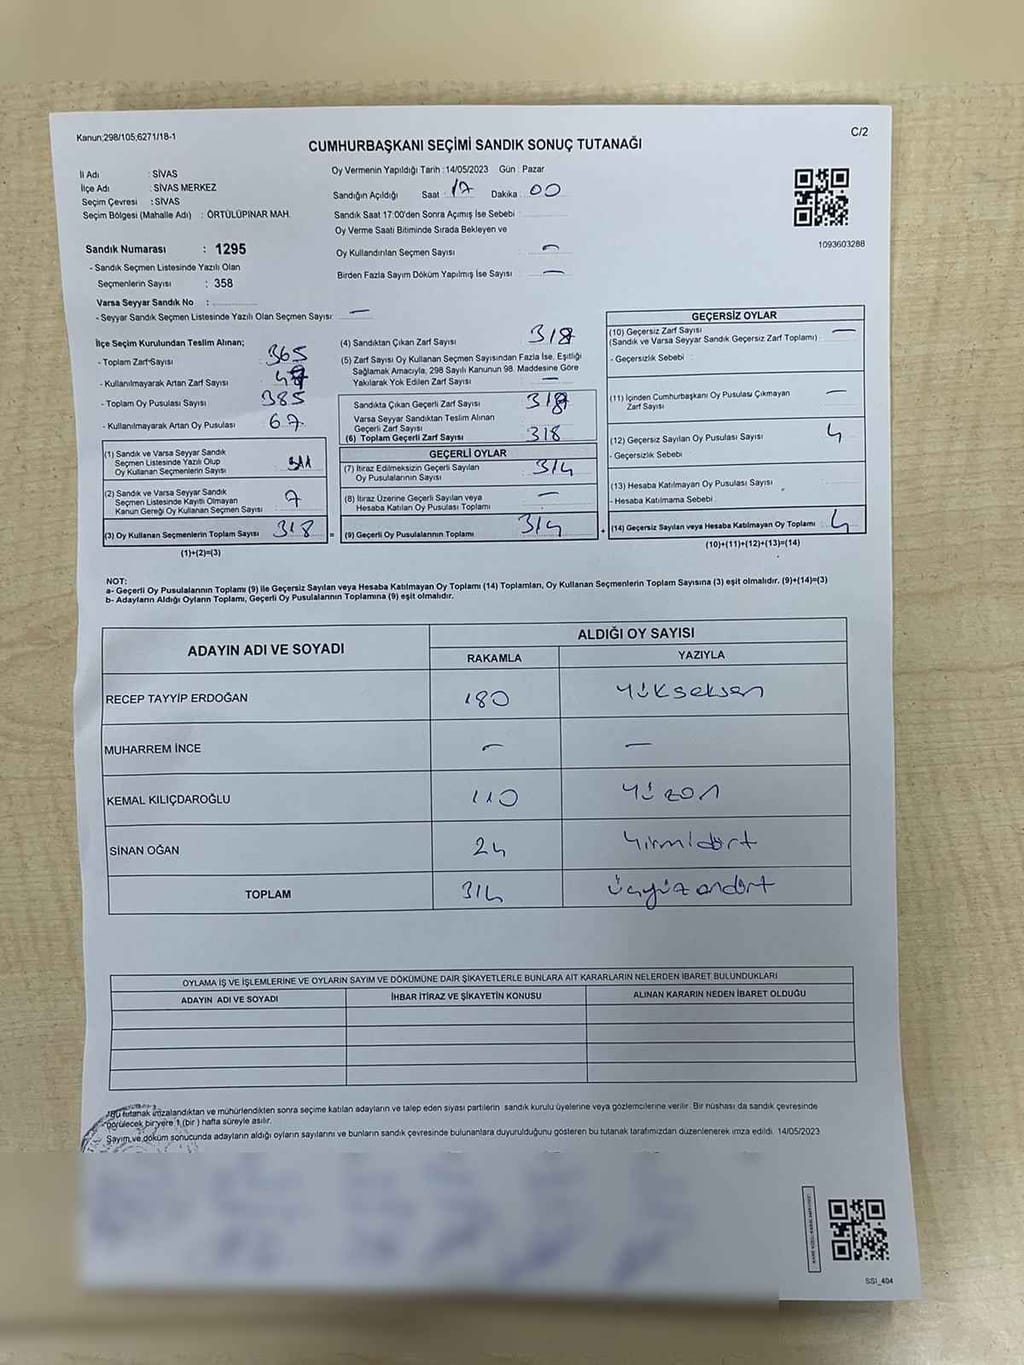 Kanun;298/105,6271/18-1
C/2
CUMHURBAŞKANI SEÇİMİ SANDIK SONUÇ TUTANAĞI
İl Adı : SİVAS
İlçe Adı : SİVAS MERKEZ
Seçim Çevresi : SİVAS
Seçim Bölgesi (Mahalle Adı) : ÖRTÜLÜPINAR MAH.
Sandık Numarası : 1295
- Sandık Seçmen Listesinde Yazılı Olan
Seçmenlerin Sayısı : 358
Varsa Seyyar Sandık No :
- Seyyar Sandık Seçmen Listesinde Yazılı Olan Seçmen Sayısı: —
Oy Vermenin Yapıldığı Tarih : 14/05/2023 Gün : Pazar
Sandığın Açıldığı Saat 17 Dakika 00
Sandık Saat 17:00'den Sonra Açımış İse Sebebi
Oy Verme Saati Bitiminde Sırada Bekleyen ve
Oy Kullandırılan Seçmen Sayısı —
Birden Fazla Sayım Döküm Yapılmış İse Sayısı —
1093603288
İlçe Seçim Kurulundan Teslim Alınan;
- Toplam Zarf Sayısı 365
- Kullanılmayarak Artan Zarf Sayısı
- Toplam Oy Pusulası Sayısı 385
- Kullanılmayarak Artan Oy Pusulası 67
(1) Sandık ve Varsa Seyyar Sandık
Seçmen Listesinde Yazılı Olup
Oy Kullanan Seçmenlerin Sayısı 311
(2) Sandık ve Varsa Seyyar Sandık
Seçmen Listesinde Kayıtlı Olmayan
Kanun Gereği Oy Kullanan Seçmen Sayısı 7
(3) Oy Kullanan Seçmenlerin Toplam Sayısı 318
(1)+(2)=(3)
(4) Sandıktan Çıkan Zarf Sayısı 318
(5) Zarf Sayısı Oy Kullanan Seçmen Sayısından Fazla İse, Eşitliği
Sağlamak Amacıyla, 298 Sayılı Kanunun 98. Maddesine Göre
Yakılarak Yok Edilen Zarf Sayısı —
Sandıkta Çıkan Geçerli Zarf Sayısı 318
Varsa Seyyar Sandıktan Teslim Alınan
Geçerli Zarf Sayısı
(6) Toplam Geçerli Zarf Sayısı 318
GEÇERLİ OYLAR
(7) İtiraz Edilmeksizin Geçerli Sayılan
Oy Pusulalarının Sayısı 314
(8) İtiraz Üzerine Geçerli Sayılan veya
Hesaba Katılan Oy Pusulası Toplamı —
= (9) Geçerli Oy Pusulalarının Toplamı 314
GEÇERSİZ OYLAR
(10) Geçersiz Zarf Sayısı —
(Sandık ve Varsa Seyyar Sandık Geçersiz Zarf Toplamı)
- Geçersizlik Sebebi
(11) İçinden Cumhurbaşkanı Oy Pusulası Çıkmayan
Zarf Sayısı —
(12) Geçersiz Sayılan Oy Pusulası Sayısı 4
- Geçersizlik Sebebi
(13) Hesaba Katılmayan Oy Pusulası Sayısı
- Hesaba Katılmama Sebebi
+ (14) Geçersiz Sayılan veya Hesaba Katılmayan Oy Toplamı 4
(10)+(11)+(12)+(13)=(14)
NOT:
a- Geçerli Oy Pusulalarının Toplamı (9) ile Geçersiz Sayılan veya Hesaba Katılmayan Oy Toplamı (14) Toplamları, Oy Kullanan Seçmenlerin Toplam Sayısına (3) eşit olmalıdır. (9)+(14)=(3)
b- Adayların Aldığı Oyların Toplamı, Geçerli Oy Pusulalarının Toplamına (9) eşit olmalıdır.
ADAYIN ADI VE SOYADI
ALDIĞI OY SAYISI
RAKAMLA YAZIYLA
RECEP TAYYİP ERDOĞAN 180 Yükseksen
MUHARREM İNCE — —
KEMAL KILIÇDAROĞLU 110 Yüzon
SİNAN OĞAN 24 Yirmidört
TOPLAM 314 Üçyüzondört
OYLAMA İŞ VE İŞLEMLERİNE VE OYLARIN SAYIM VE DÖKÜMÜNE DAİR ŞİKAYETLERLE BUNLARA AİT KARARLARIN NELERDEN İBARET BULUNDUKLARI
ADAYIN ADI VE SOYADI İHBAR İTİRAZ VE ŞİKAYETİN KONUSU ALINAN KARARIN NEDEN İBARET OLDUĞU
Bu tutanak imzalandıktan ve mühürlendikten sonra seçime katılan adayların ve talep eden siyasi partilerin sandık kurulu üyelerine veya gözlemcilerine verilir. Bir nüshası da sandık çevresinde
görülecek bir yere 1 (bir) hafta süreyle asılır.
Sayım ve döküm sonucunda adayların aldığı oyların sayılarını ve bunların sandık çevresinde bulunanlara duyurulduğunu gösteren bu tutanak tarafımızdan düzenlenerek imza edildi. 14/05/2023
SSI_404